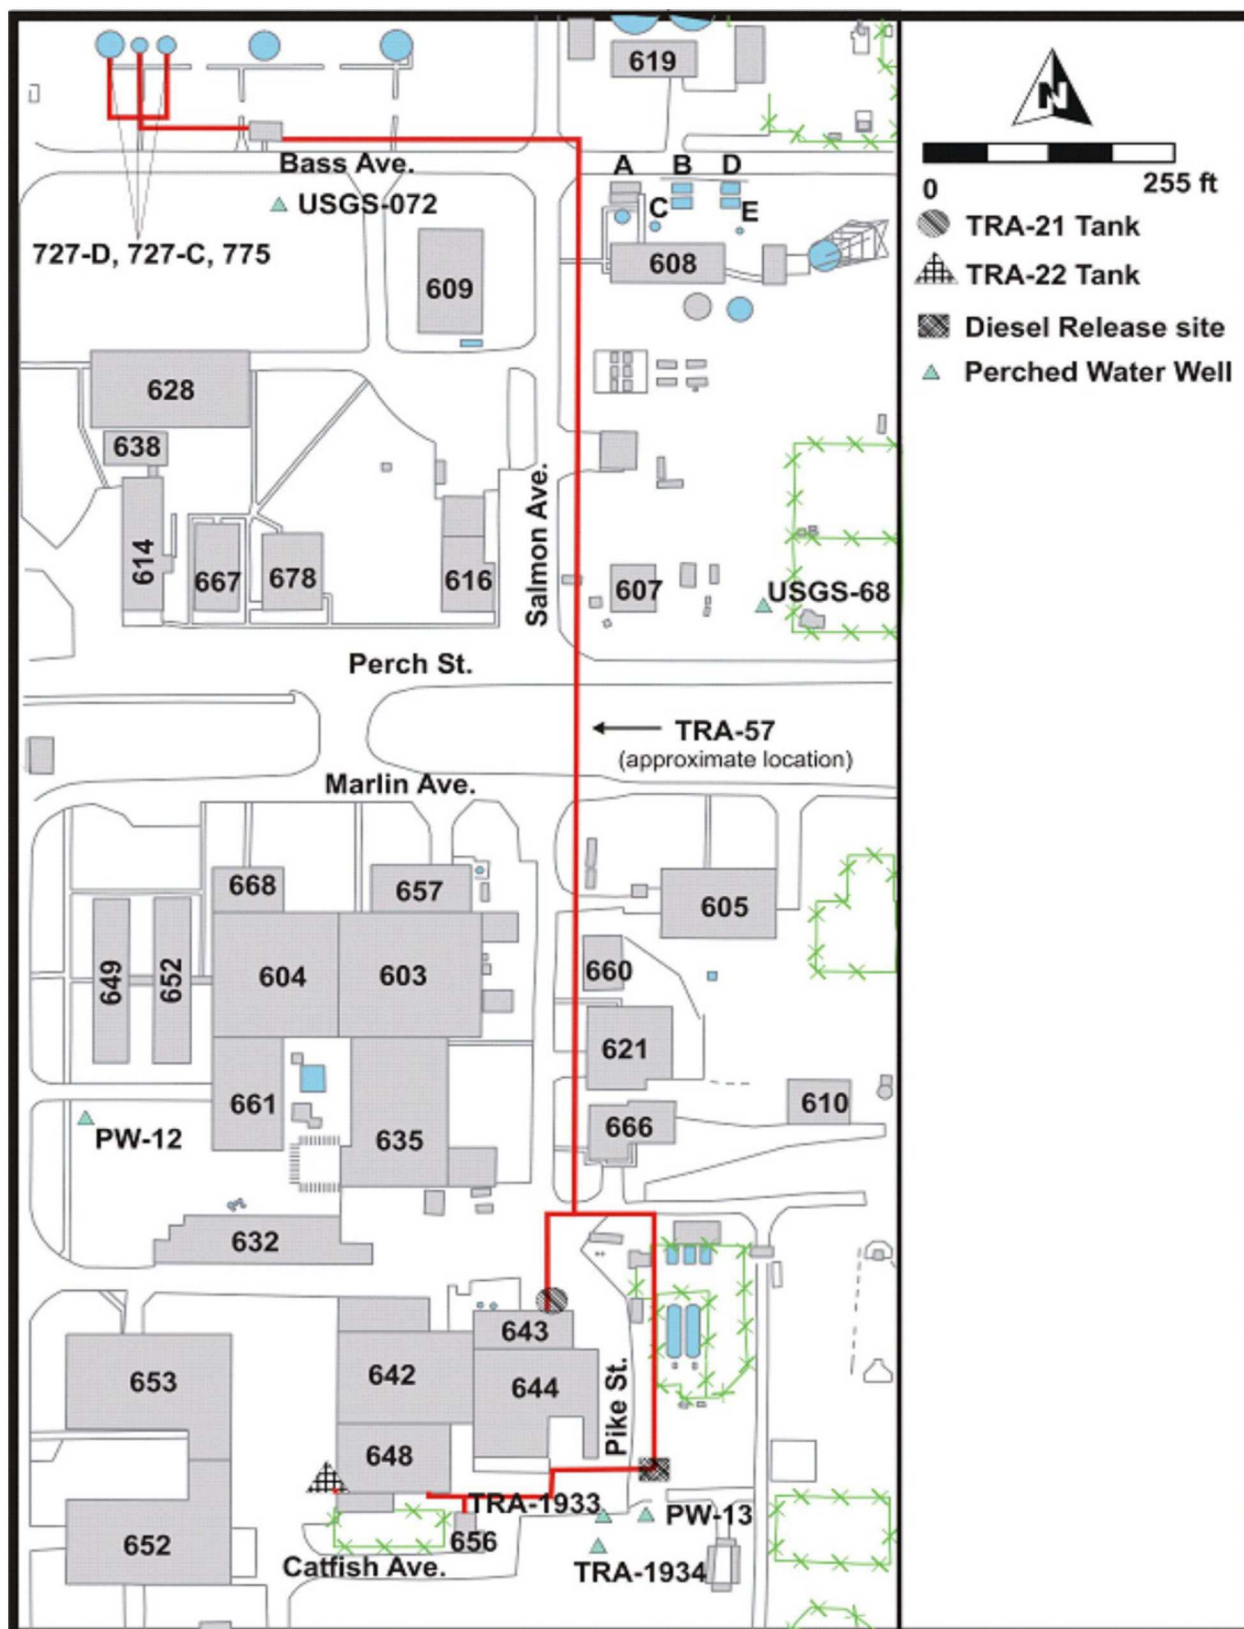 619
N
0
255 ft
TRA-21 Tank
TRA-22 Tank
Diesel Release site
Perched Water Well
Bass Ave.
USGS-072
727-D, 727-C, 775
A
B
D
C
E
608
609
628
638
614
667
678
616
Salmon Ave.
607
USGS-68
Perch St.
TRA-57
(approximate location)
Marlin Ave.
668
657
605
649
652
604
603
660
621
661
635
666
610
PW-12
632
643
653
642
644
Pike St.
648
TRA-1933
PW-13
652
656
Catfish Ave.
TRA-1934